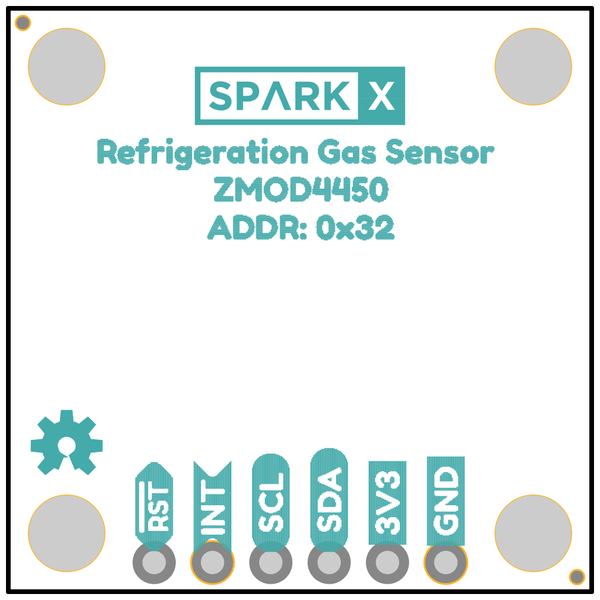 SPARK X
Refrigeration Gas Sensor
ZMOD4450
ADDR: 0x32
RST
INT
SCL
SDA
3V3
GND